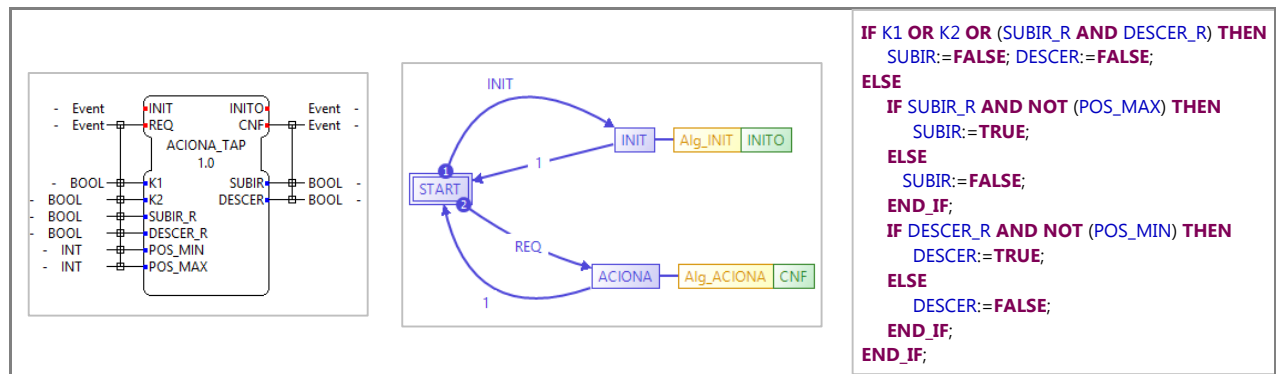 - Event INIT INITO Event -
- Event REQ CNF Event -
ACIONA_TAP
1.0
- BOOL K1 SUBIR BOOL -
- BOOL K2 DESCER BOOL -
- BOOL SUBIR_R
- BOOL DESCER_R
- INT POS_MIN
- INT POS_MAX
INIT
INIT Alg_INIT INITO
1
1
START
2
REQ
ACIONA Alg_ACIONA CNF
1
IF K1 OR K2 OR (SUBIR_R AND DESCER_R) THEN
SUBIR:=FALSE; DESCER:=FALSE;
ELSE
IF SUBIR_R AND NOT (POS_MAX) THEN
SUBIR:=TRUE;
ELSE
SUBIR:=FALSE;
END_IF;
IF DESCER_R AND NOT (POS_MIN) THEN
DESCER:=TRUE;
ELSE
DESCER:=FALSE;
END_IF;
END_IF;